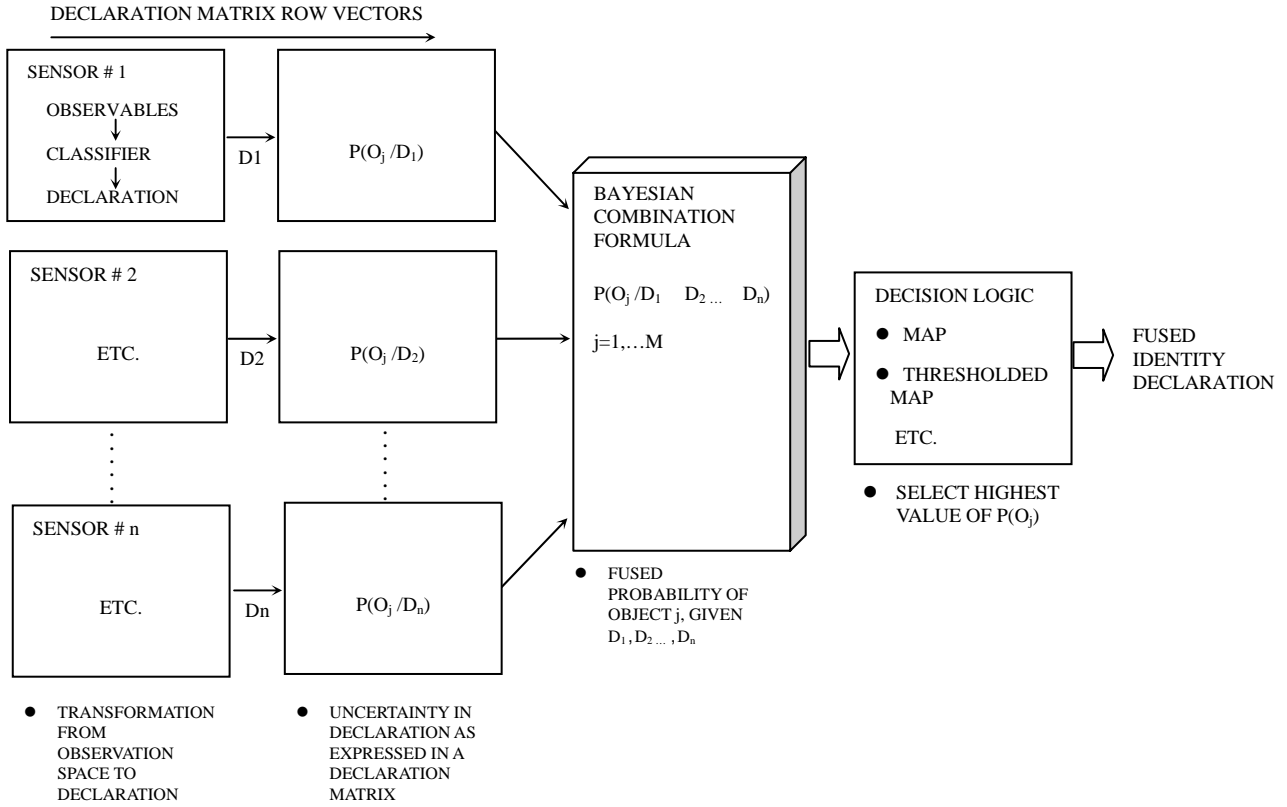 DECLARATION MATRIX ROW VECTORS
SENSOR # 1
OBSERVABLES
CLASSIFIER
DECLARATION
D1
P(Oj /D1)
SENSOR # 2
ETC.
D2
P(Oj /D2)
SENSOR # n
ETC.
Dn
P(Oj /Dn)
BAYESIAN
COMBINATION
FORMULA
P(Oj /D1 D2 ... Dn)
j=1,...M
DECISION LOGIC
● MAP
● THRESHOLDED
MAP
ETC.
FUSED
IDENTITY
DECLARATION
● SELECT HIGHEST
VALUE OF P(Oj)
● FUSED
PROBABILITY OF
OBJECT j, GIVEN
D1 , D2 ... , Dn
● TRANSFORMATION
FROM
OBSERVATION
SPACE TO
DECLARATION
● UNCERTAINTY IN
DECLARATION AS
EXPRESSED IN A
DECLARATION
MATRIX